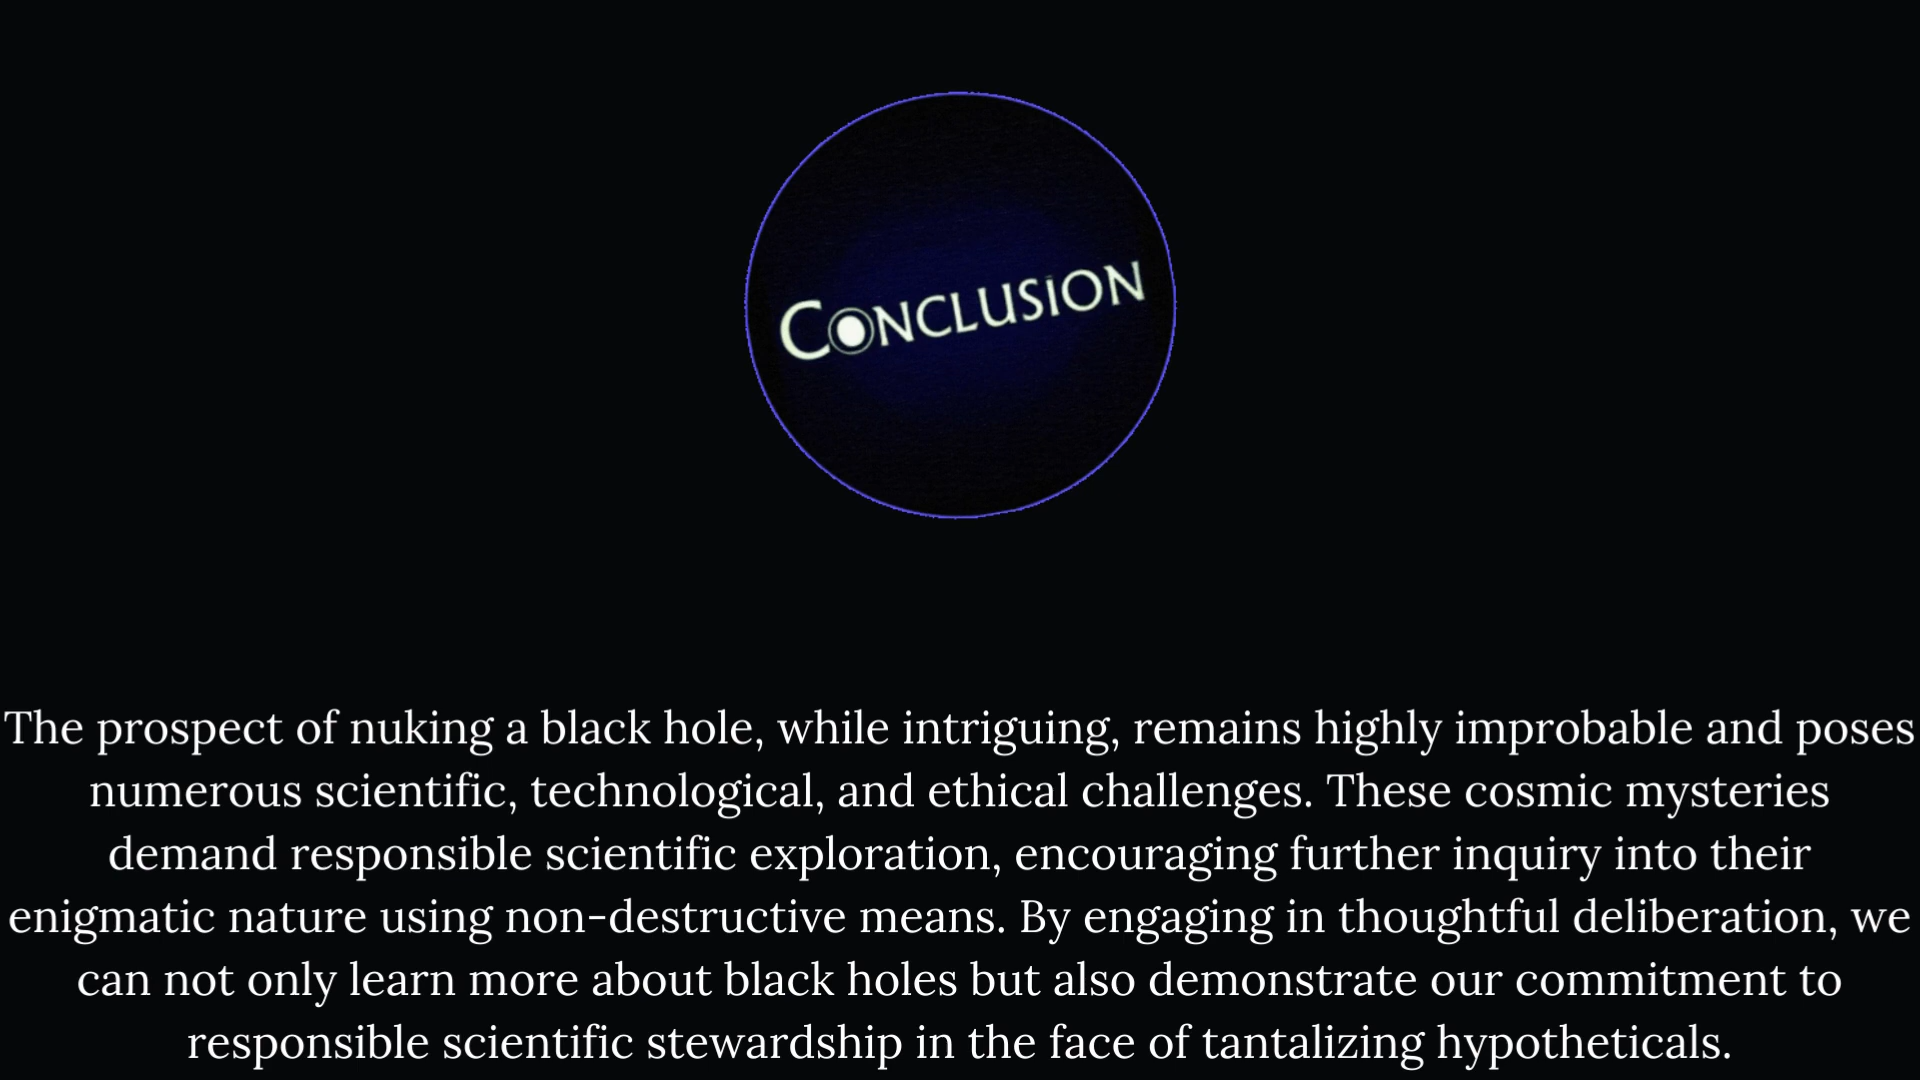 CONCLUSION
The prospect of nuking a black hole, while intriguing, remains highly improbable and poses
numerous scientific, technological, and ethical challenges. These cosmic mysteries
demand responsible scientific exploration, encouraging further inquiry into their
enigmatic nature using non-destructive means. By engaging in thoughtful deliberation, we
can not only learn more about black holes but also demonstrate our commitment to
responsible scientific stewardship in the face of tantalizing hypotheticals.